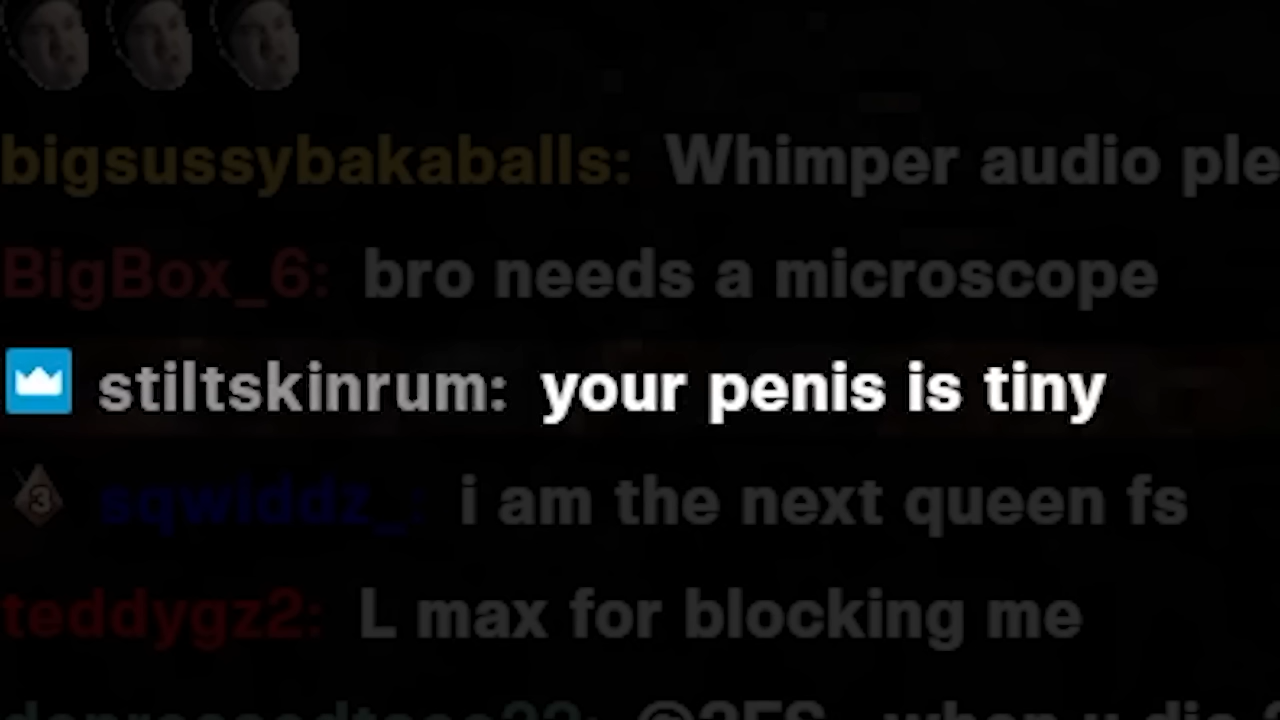 bigsussybakaballs: Whimper audio ple
BigBox_6: bro needs a microscope
stiltskinrum: your penis is tiny
3 sqwiddz_: i am the next queen fs
teddygz2: L max for blocking me